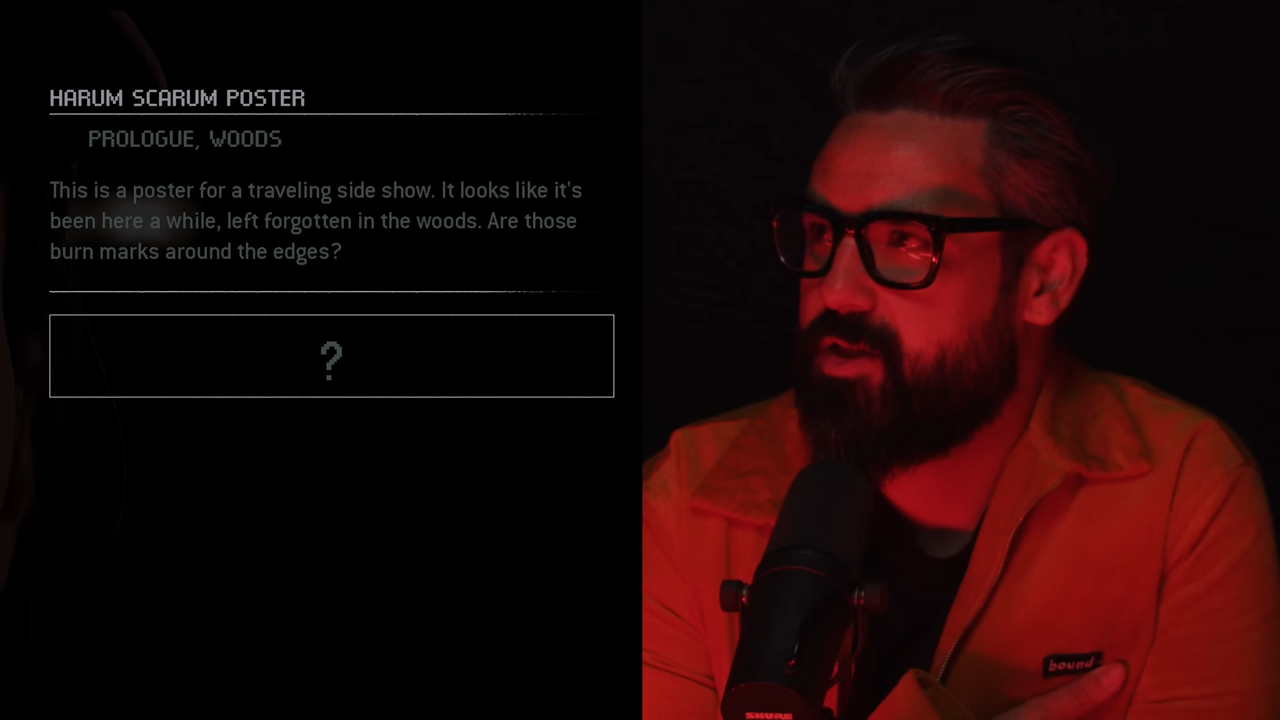 HARUM SCARUM POSTER
PROLOGUE, WOODS
This is a poster for a traveling side show. It looks like it's
been here a while, left forgotten in the woods. Are those
burn marks around the edges?
?
bound
SHURE